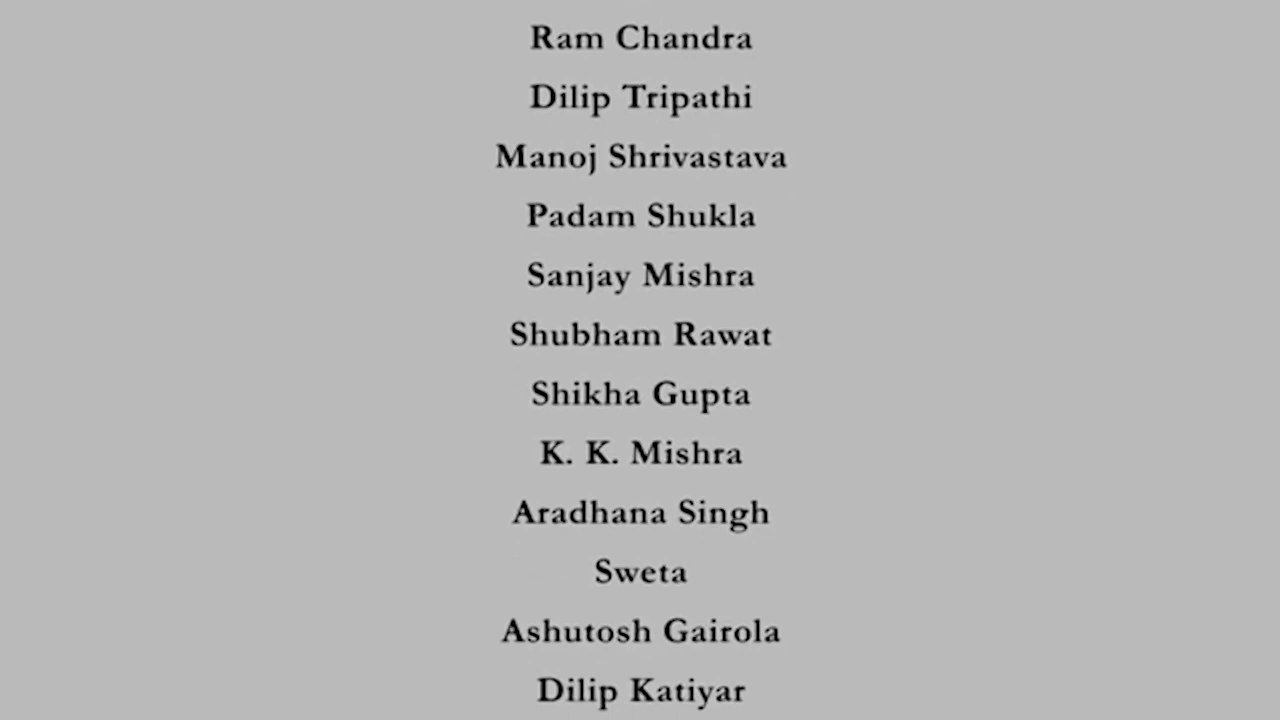 Ram Chandra
Dilip Tripathi
Manoj Shrivastava
Padam Shukla
Sanjay Mishra
Shubham Rawat
Shikha Gupta
K. K. Mishra
Aradhana Singh
Sweta
Ashutosh Gairola
Dilip Katiyar